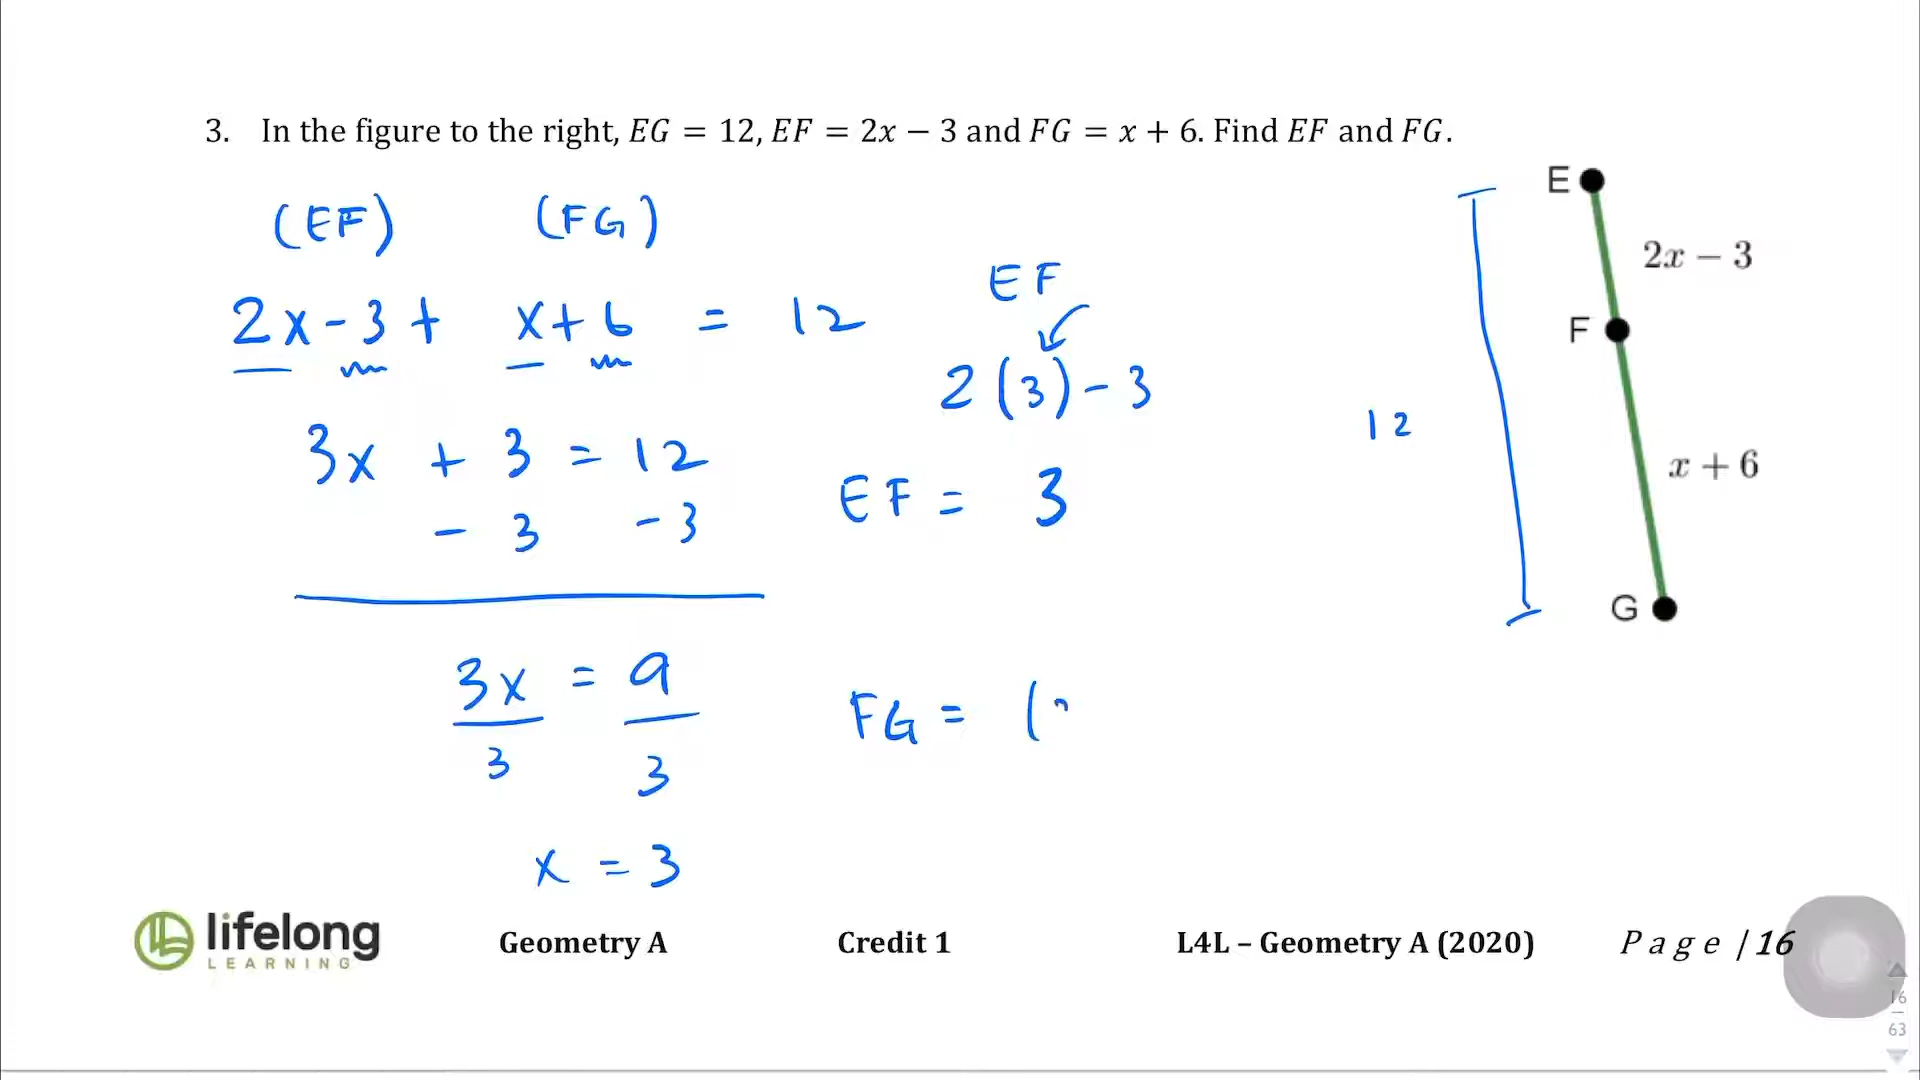 3. In the figure to the right, EG = 12, EF = 2x − 3 and FG = x + 6. Find EF and FG.
(EF) (FG)
2x - 3 + x + 6 = 12
3x + 3 = 12
- 3 - 3
3x = 9
3 3
x = 3
EF
2(3) - 3
EF = 3
FG = (
12
E
2x − 3
F
x + 6
G
lifelong
LEARNING
Geometry A Credit 1 L4L – Geometry A (2020) Page |16
16
63